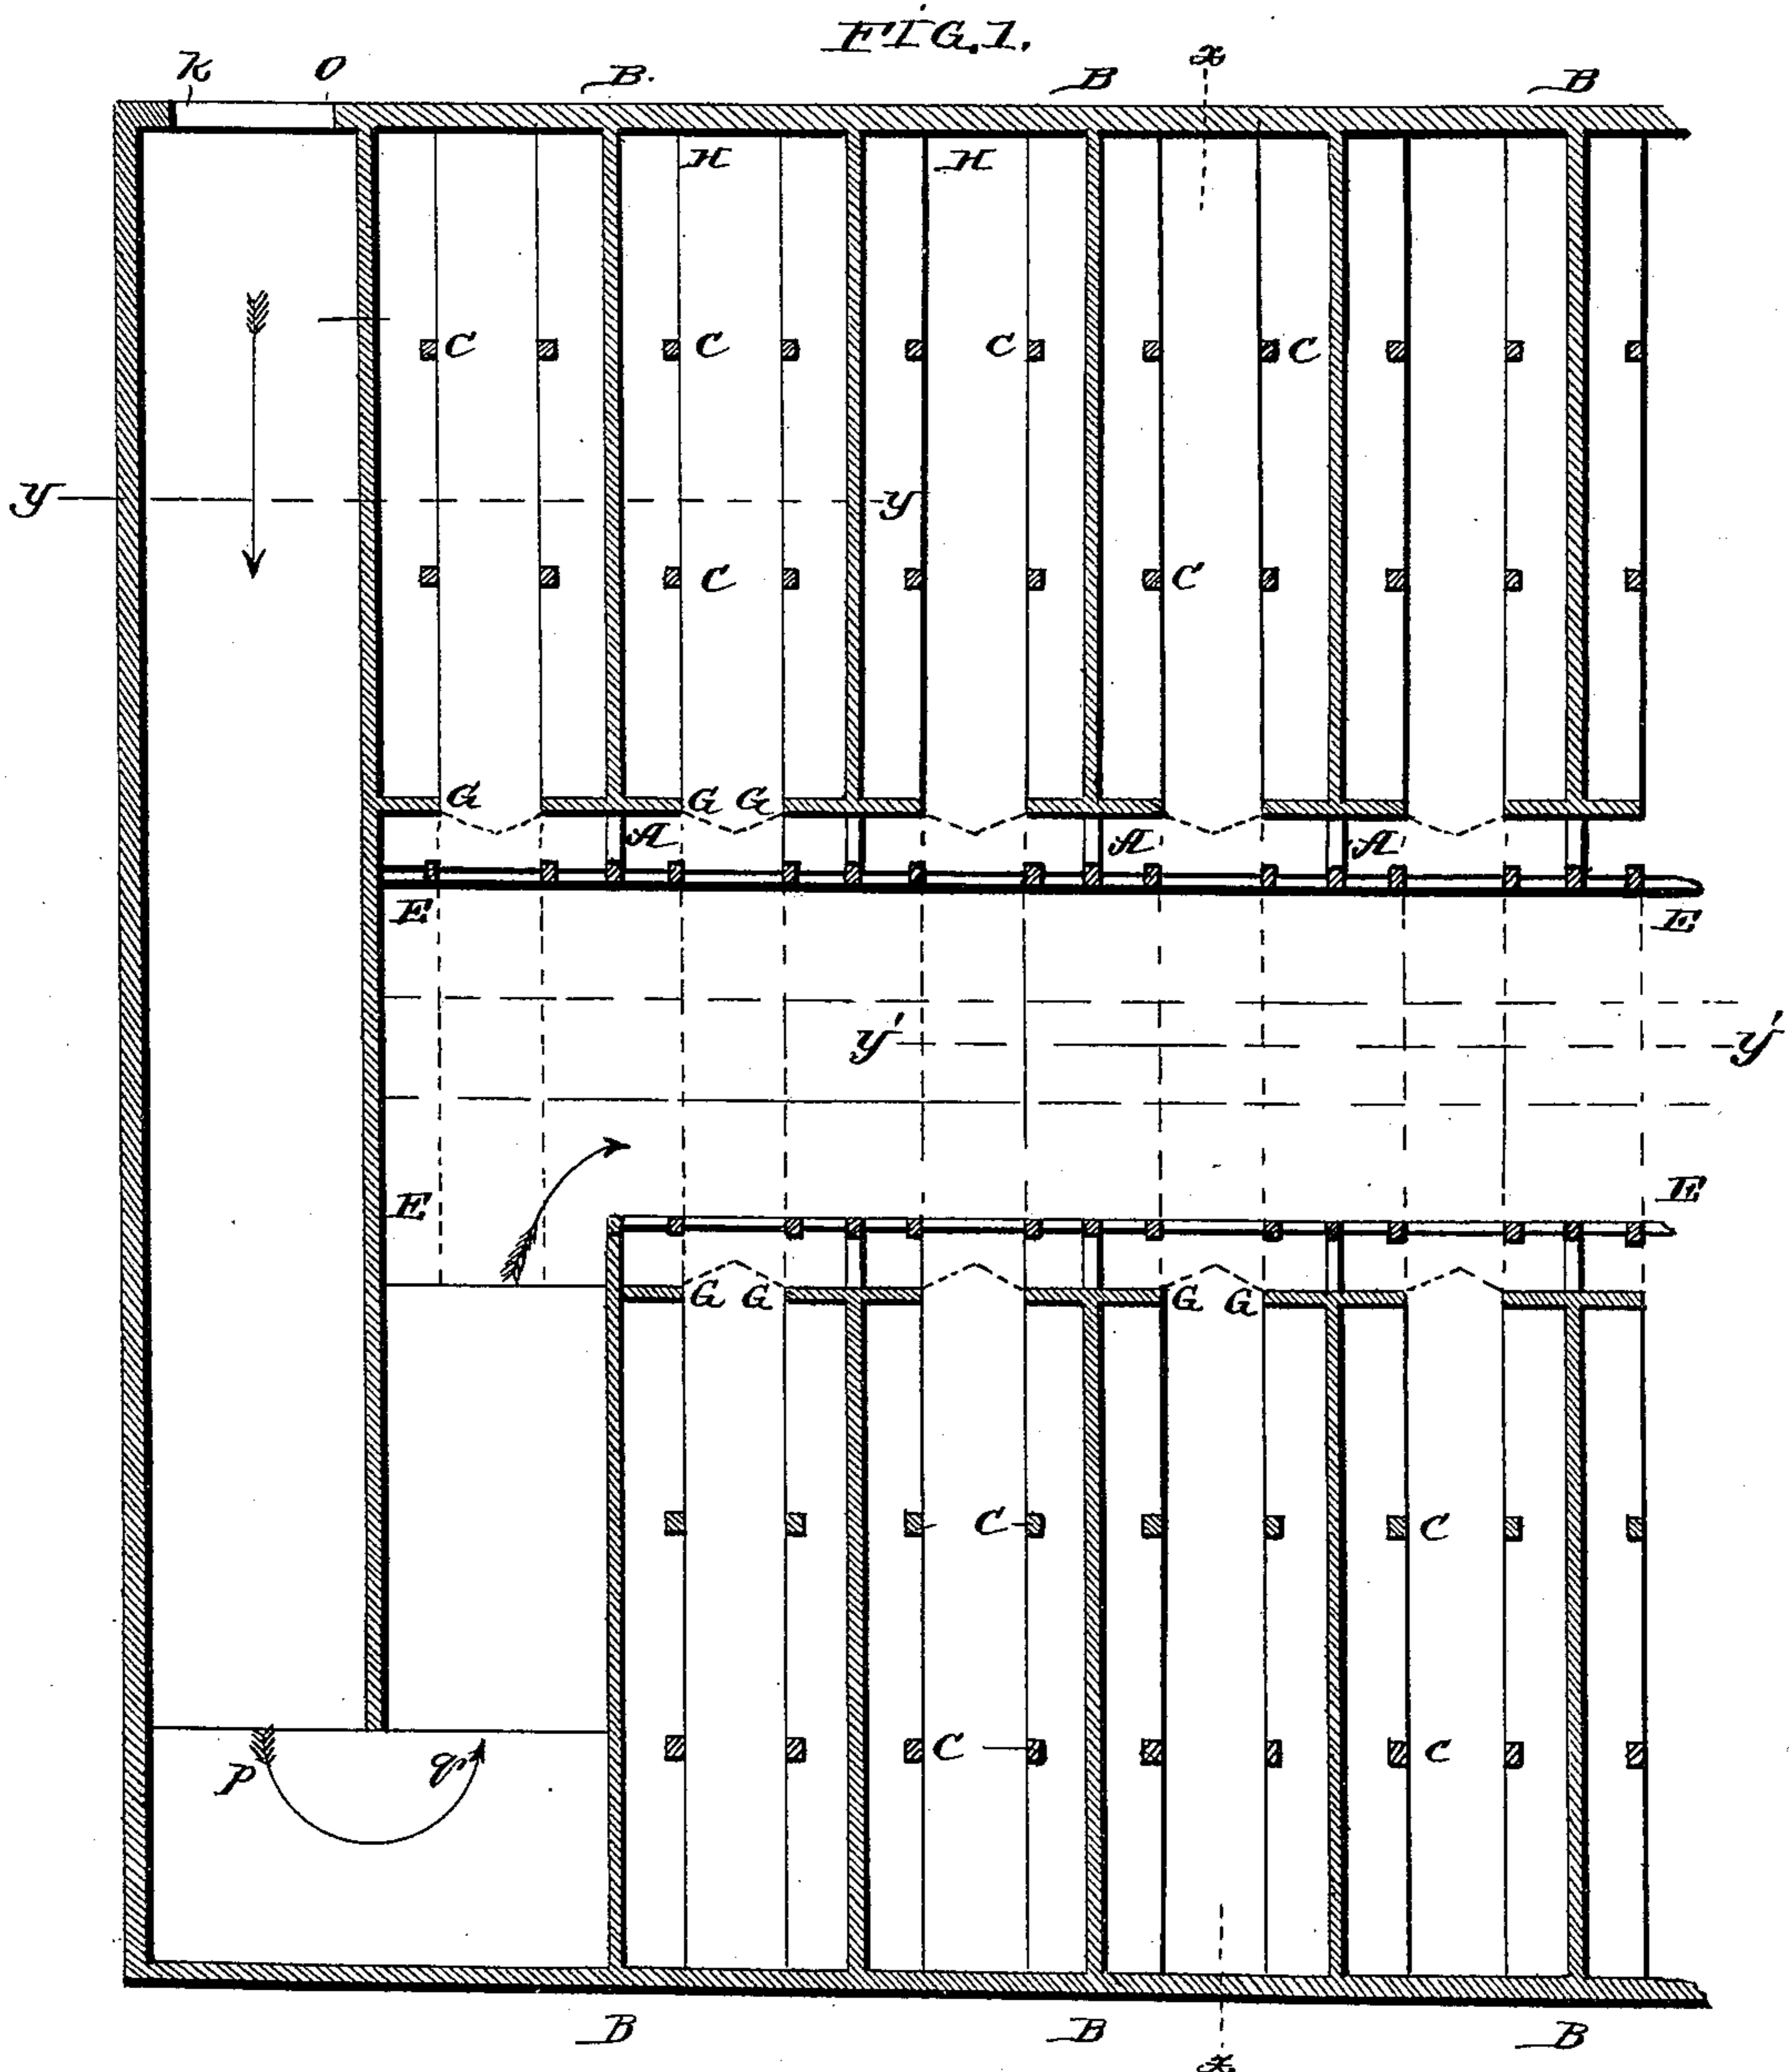 FIG. 1.
k O B. B x B
H H
C C C C
y y
C C
G G G
A A A
E E
y' y'
E E
G G G G
C C
C C
p q
B B B
x